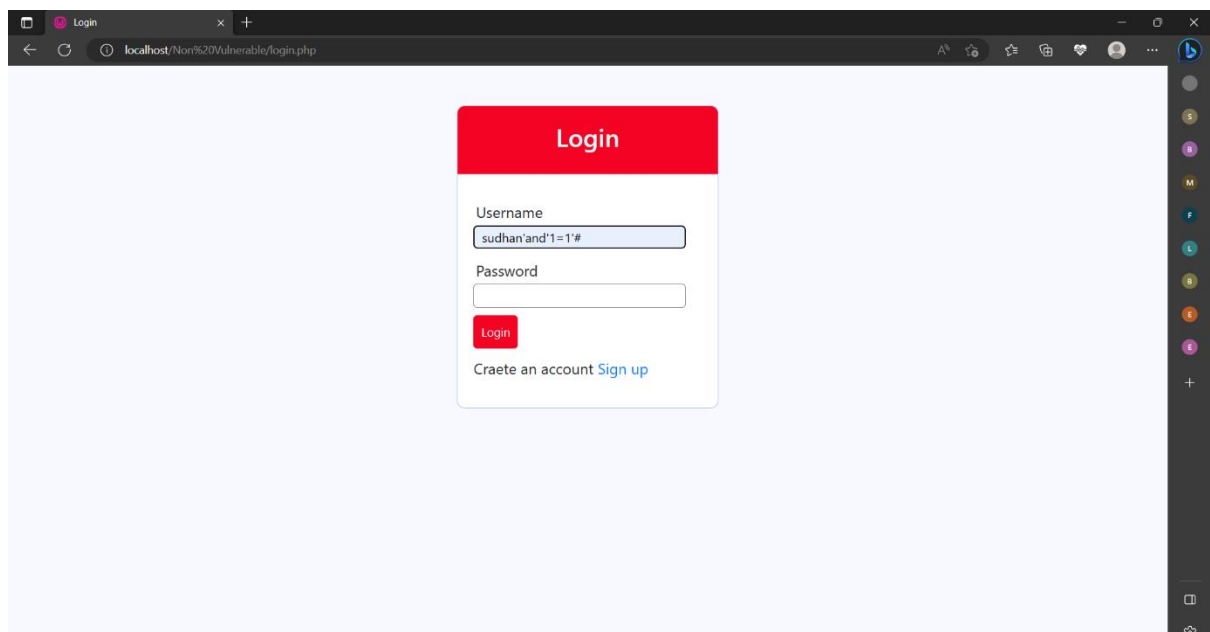 Login
localhost/Non%20Vulnerable/login.php
Login
Username
sudhan'and'1=1'#
Password
Login
Craete an account Sign up
S
B
M
F
L
B
E
E